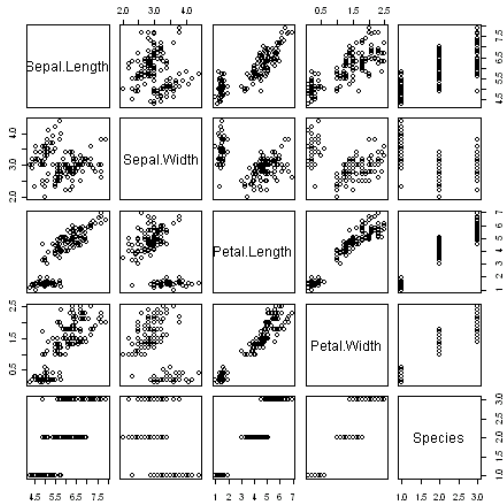 2.0 3.0 4.0 0.5 1.5 2.5
Sepal.Length
4.5 5.5 6.5 7.5
2.0 3.0 4.0
Sepal.Width
Petal.Length
1 2 3 4 5 6 7
0.5 1.5 2.5
Petal.Width
Species
1.0 1.5 2.0 2.5 3.0
4.5 5.5 6.5 7.5 1 2 3 4 5 6 7 1.0 1.5 2.0 2.5 3.0